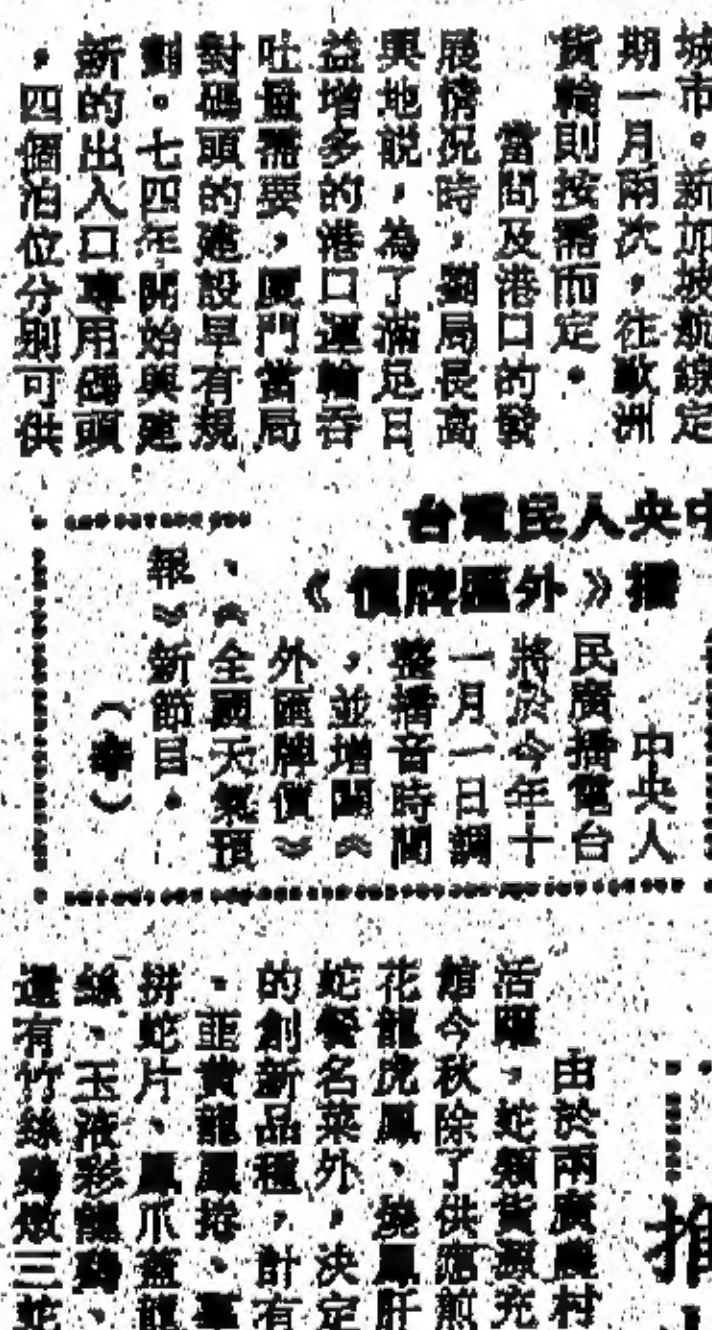 城市。新加坡航線定
期一月兩次，往歐洲
貨輪則按需而定。
當問及港口的發
展情況時，劉局長高
興地說，為了滿足日
益增多的港口運輸吞
吐量需要，廈門當局
對碼頭的建設早有規
劃。七四年開始興建
新的出入口專用碼頭
，四個泊位分別可供
中央人民電台
播《外匯牌價》
中央人
民廣播電台
將於今年十
一月一日調
整播音時間
，並增闢《
外匯牌價》
、《全國天氣預
報》新節目。
推
由於兩廣農村
活躍，蛇類貨源充
館今秋除了供應煎
花龍虎鳳、燒鳳肝
蛇餐名菜外，決定
的創新品種，計有
、韮黃龍鳳捲、
拼蛇片、鳳爪
絲、玉液彩龍
還有竹絲雞燉三蛇